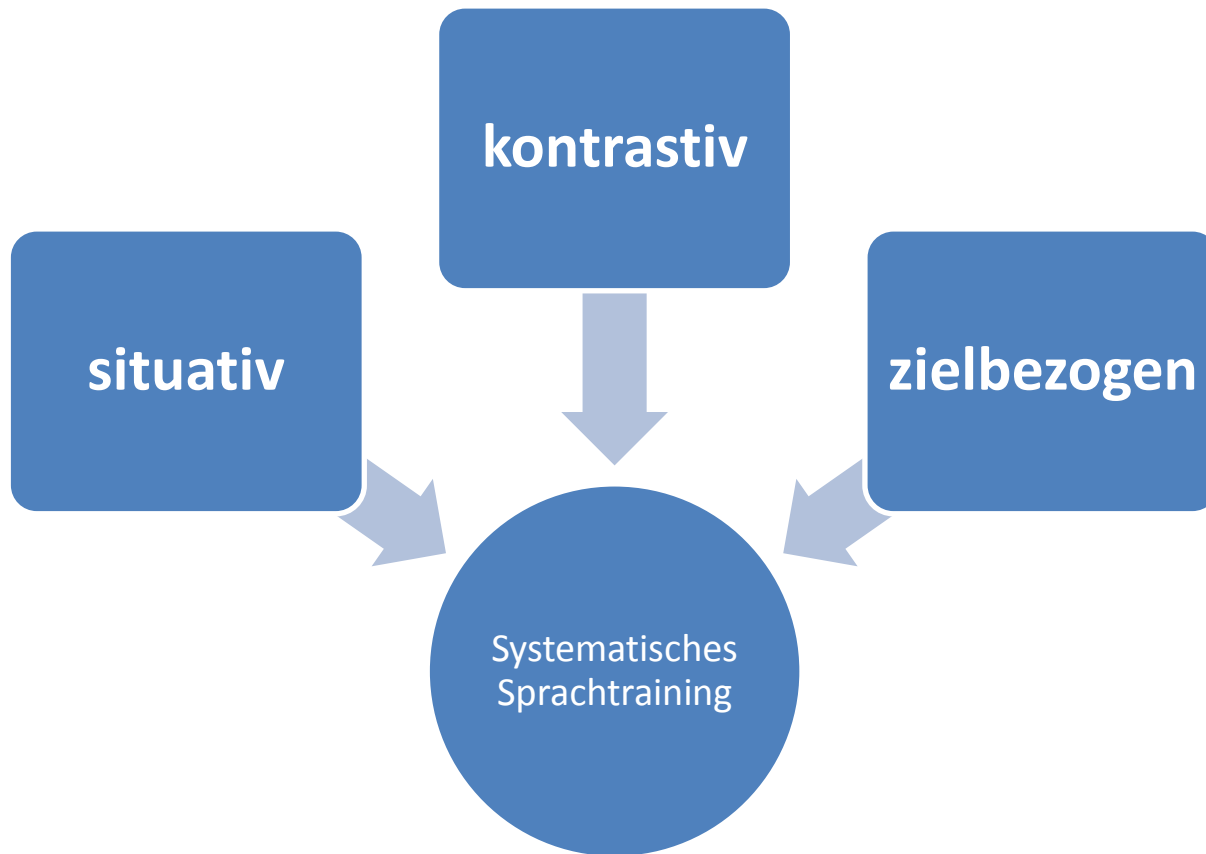 kontrastiv
situativ
zielbezogen
Systematisches
Sprachtraining